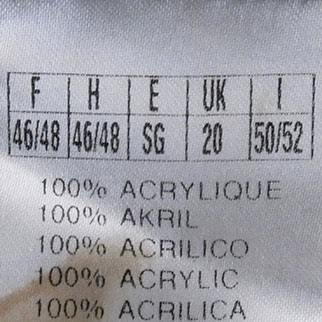 F H E UK I
46/48 46/48 SG 20 50/52
100% ACRYLIQUE
100% AKRIL
100% ACRILICO
100% ACRYLIC
100% ACRILICA